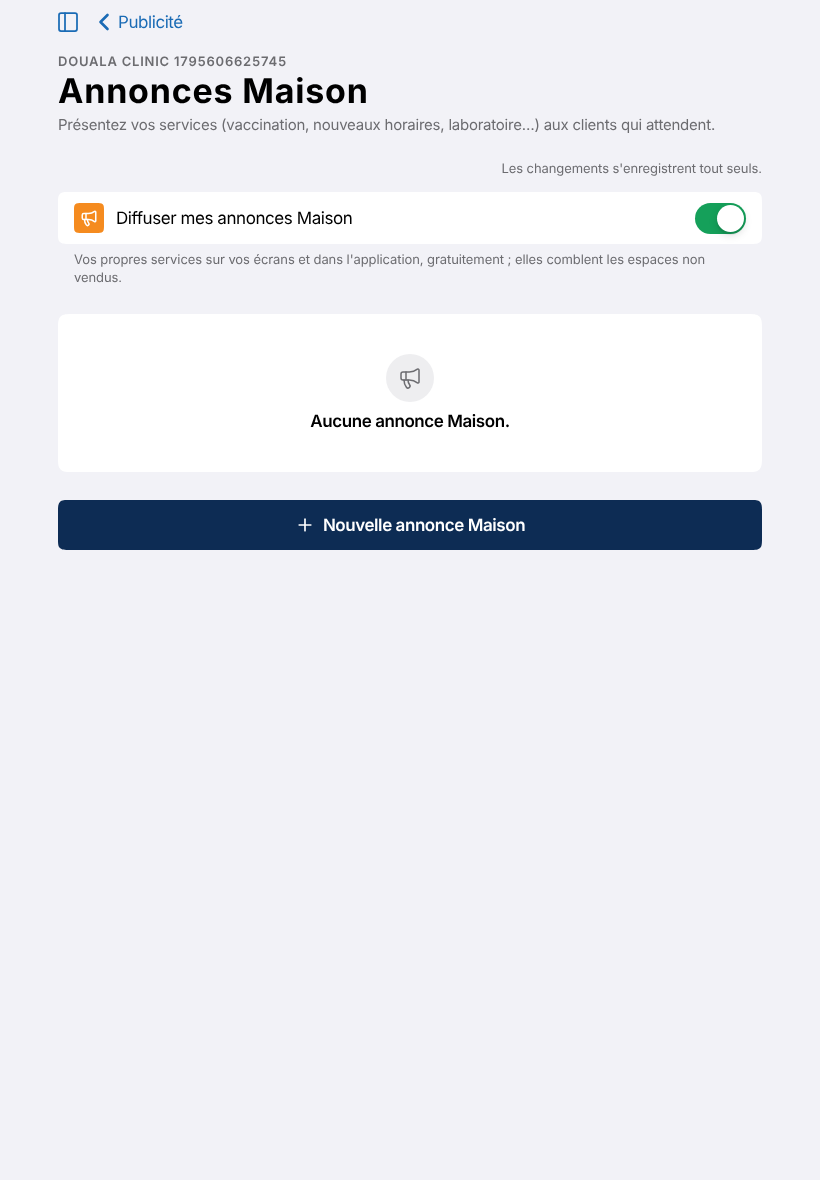 Publicité
DOUALA CLINIC 1795606625745
Annonces Maison
Présentez vos services (vaccination, nouveaux horaires, laboratoire…) aux clients qui attendent.
Les changements s'enregistrent tout seuls.
Diffuser mes annonces Maison
Vos propres services sur vos écrans et dans l'application, gratuitement ; elles comblent les espaces non
vendus.
Aucune annonce Maison.
Nouvelle annonce Maison